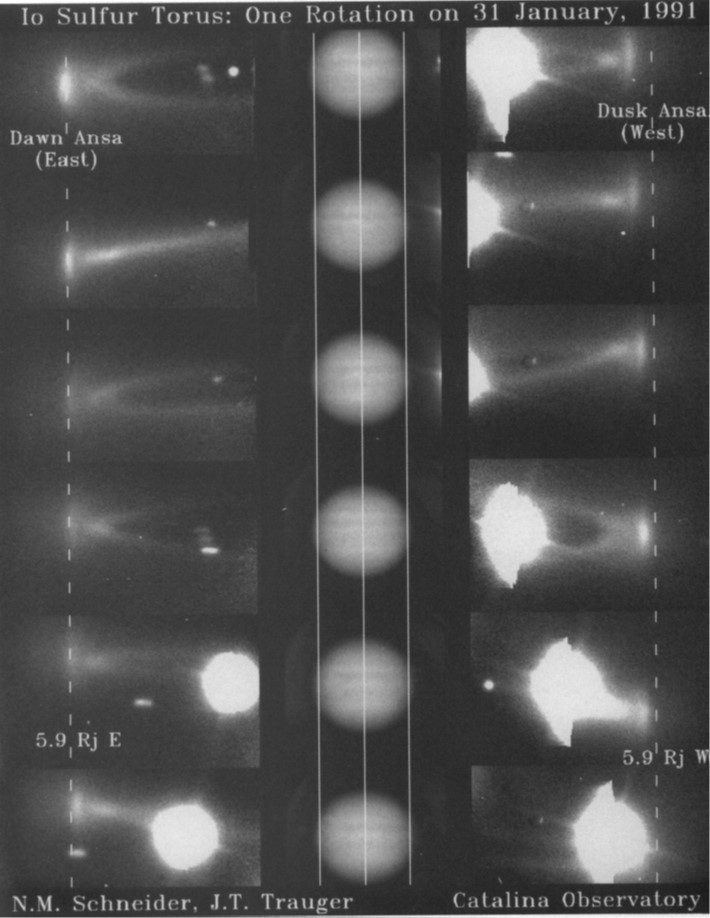 Io Sulfur Torus: One Rotation on 31 January, 1991
Dawn Ansa
(East)
Dusk Ansa
(West)
5.9 Rj E
5.9 Rj W
N.M. Schneider, J.T. Trauger
Catalina Observatory